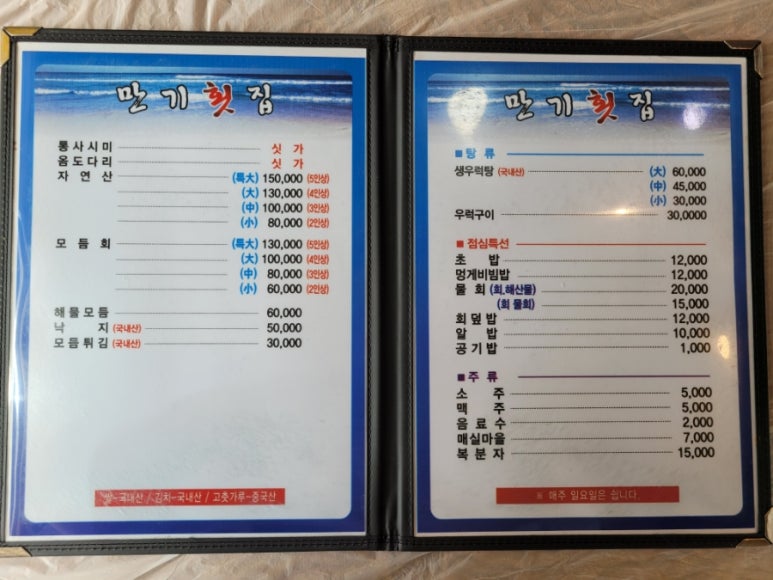 만기횟집
통사시미 싯가
옴도다리 싯가
자연산 (특大) 150,000 (5인상)
(大) 130,000 (4인상)
(中) 100,000 (3인상)
(小) 80,000 (2인상)
모듬회 (특大) 130,000 (5인상)
(大) 100,000 (4인상)
(中) 80,000 (3인상)
(小) 60,000 (2인상)
해물모듬 60,000
낙지 (국내산) 50,000
모듬튀김 (국내산) 30,000
쌀-국내산 / 김치-국내산 / 고춧가루-중국산
만기횟집
■ 탕류
생우럭탕 (국내산) (大) 60,000
(中) 45,000
(小) 30,000
우럭구이 30,0000
■ 점심특선
초밥 12,000
멍게비빔밥 12,000
물회 (회.해산물) 20,000
(회 물회) 15,000
회덮밥 12,000
알밥 10,000
공기밥 1,000
■ 주류
소주 5,000
맥주 5,000
음료수 2,000
매실마을 7,000
복분자 15,000
※ 매주 일요일은 쉽니다.